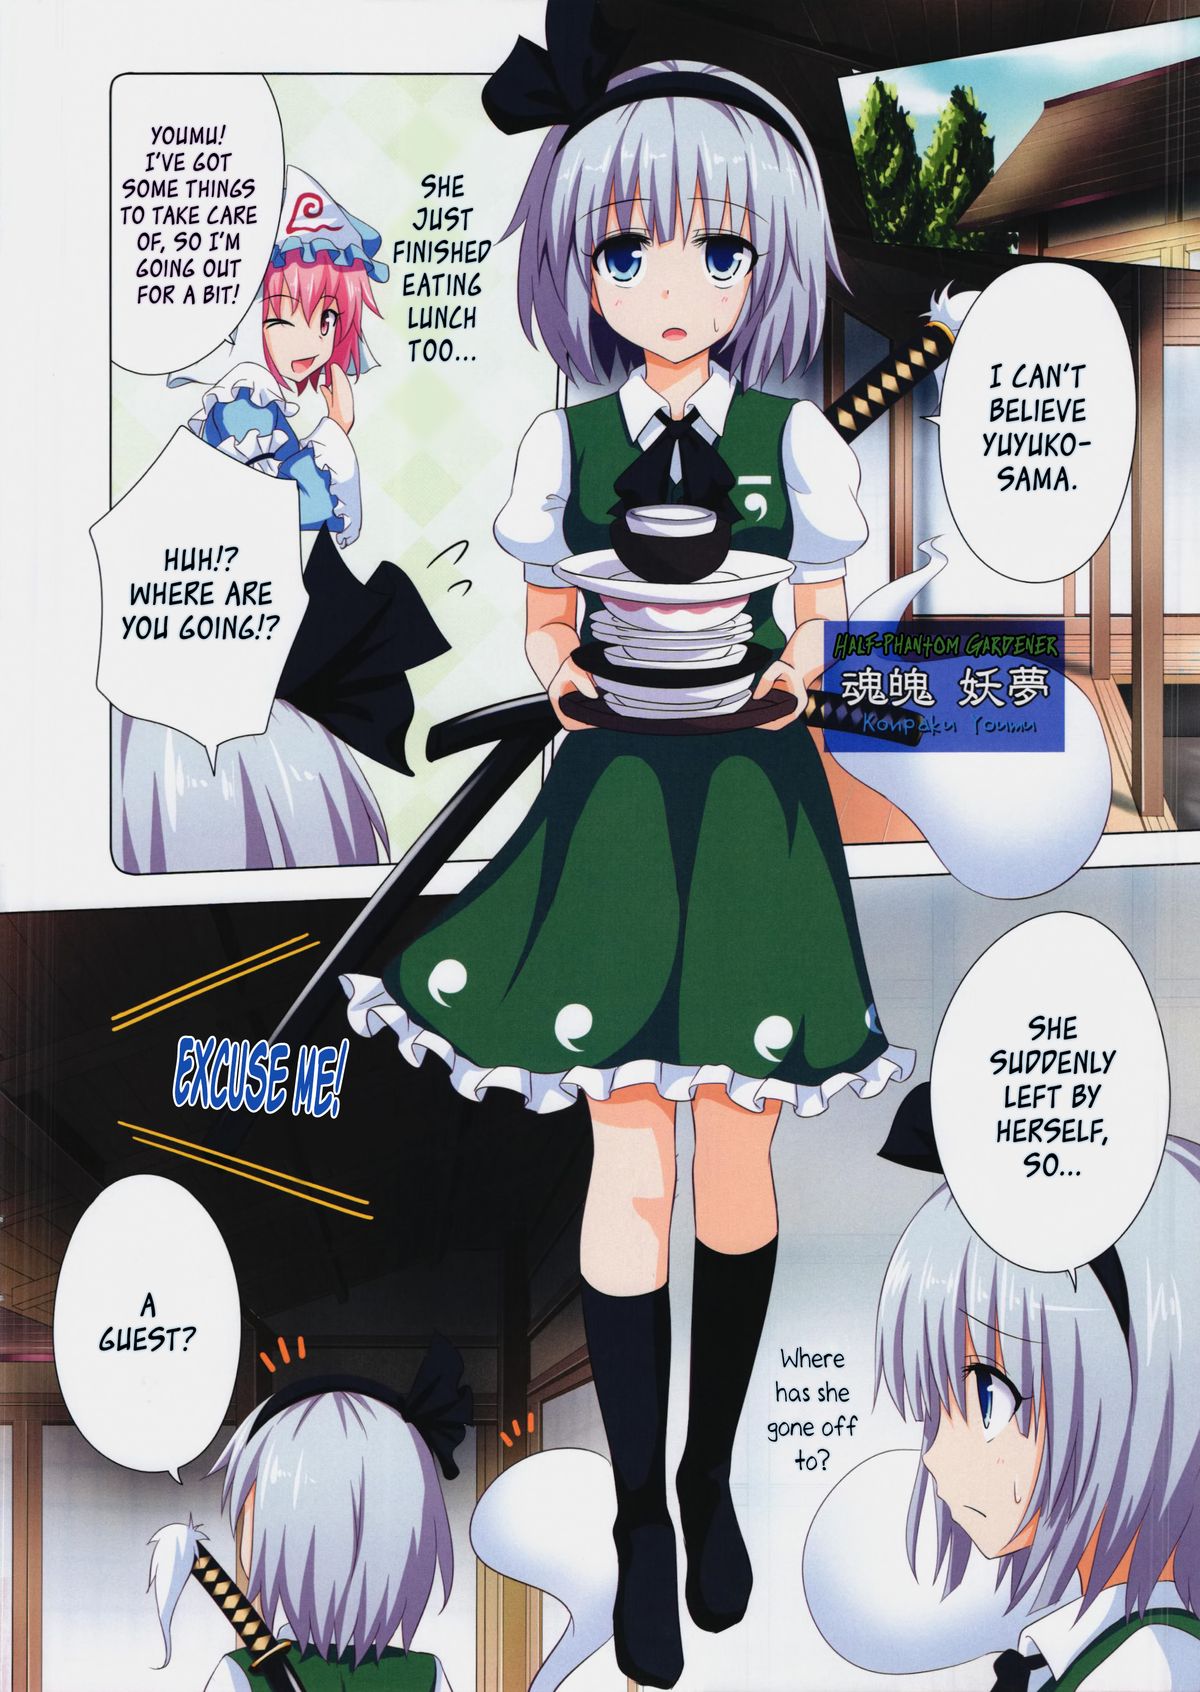 I CAN'T
BELIEVE
YUYUKO-
SAMA.
HALF-PHANTOM GARDENER
魂魄 妖夢
Konpaku Youmu
SHE
JUST
FINISHED
EATING
LUNCH
TOO...
YOUMU!
I'VE GOT
SOME THINGS
TO TAKE CARE
OF, SO I'M
GOING OUT
FOR A BIT!
HUH!?
WHERE ARE
YOU GOING!?
SHE
SUDDENLY
LEFT BY
HERSELF,
SO...
Where
has she
gone off
to?
EXCUSE ME!
A
GUEST?